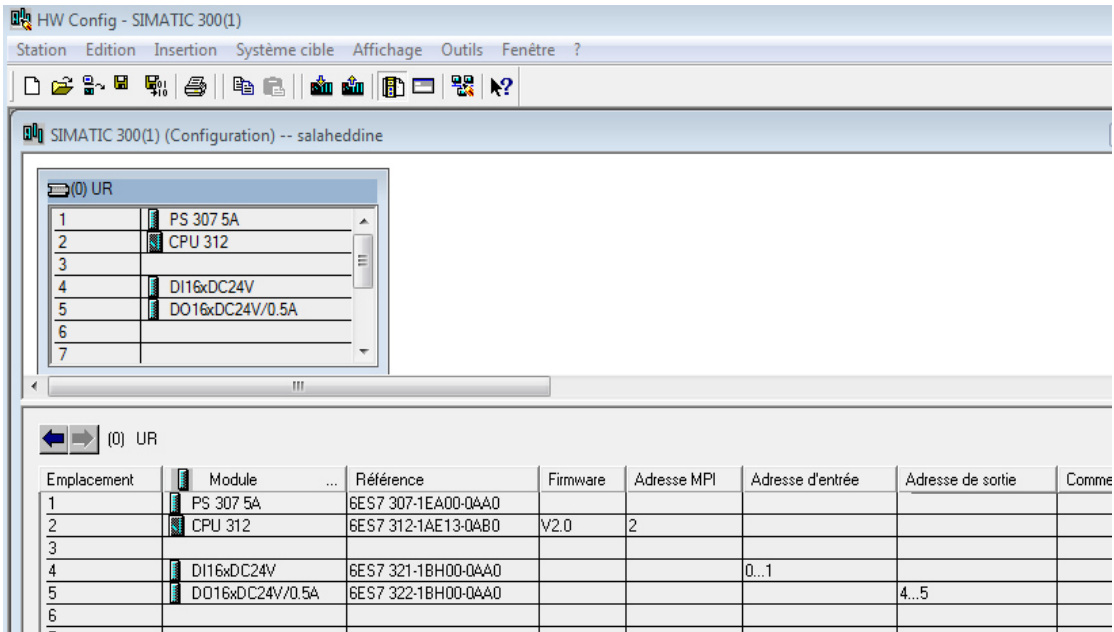 HW Config - SIMATIC 300(1)
Station Edition Insertion Système cible Affichage Outils Fenêtre ?
SIMATIC 300(1) (Configuration) -- salaheddine
(0) UR
1 PS 307 5A
2 CPU 312
3
4 DI16xDC24V
5 DO16xDC24V/0.5A
6
7
(0) UR
Emplacement Module ... Référence Firmware Adresse MPI Adresse d'entrée Adresse de sortie Comme
1 PS 307 5A 6ES7 307-1EA00-0AA0
2 CPU 312 6ES7 312-1AE13-0AB0 V2.0 2
3
4 DI16xDC24V 6ES7 321-1BH00-0AA0 0...1
5 DO16xDC24V/0.5A 6ES7 322-1BH00-0AA0 4...5
6